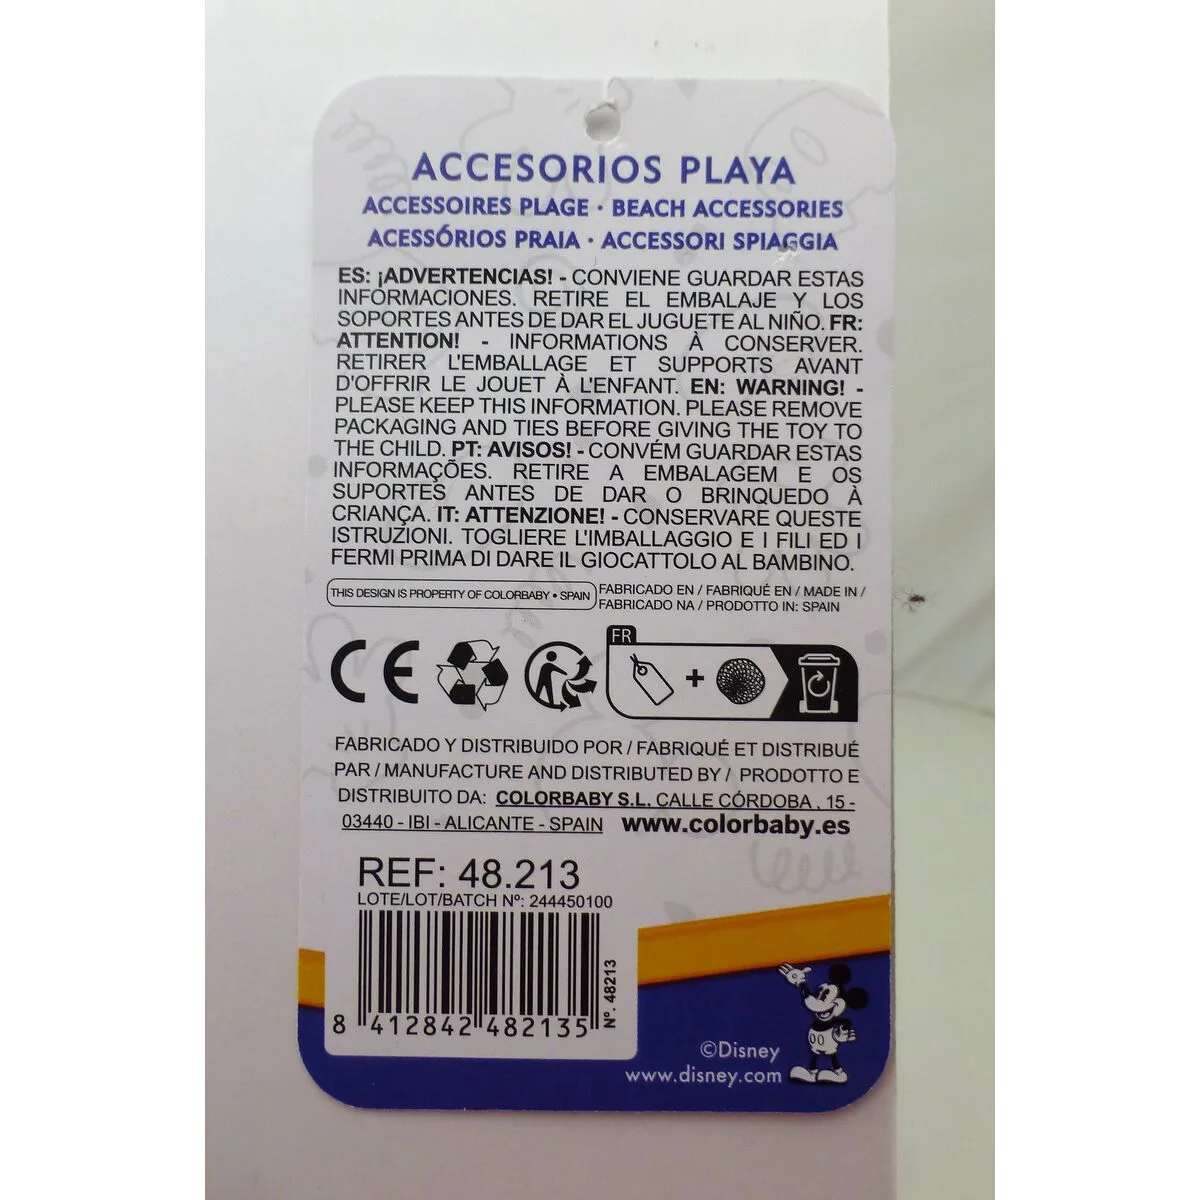 ACCESORIOS PLAYA
ACCESSOIRES PLAGE · BEACH ACCESSORIES
ACESSÓRIOS PRAIA · ACCESSORI SPIAGGIA
ES: ¡ADVERTENCIAS! - CONVIENE GUARDAR ESTAS
INFORMACIONES. RETIRE EL EMBALAJE Y LOS
SOPORTES ANTES DE DAR EL JUGUETE AL NIÑO. FR:
ATTENTION! - INFORMATIONS À CONSERVER.
RETIRER L'EMBALLAGE ET SUPPORTS AVANT
D'OFFRIR LE JOUET À L'ENFANT. EN: WARNING! -
PLEASE KEEP THIS INFORMATION. PLEASE REMOVE
PACKAGING AND TIES BEFORE GIVING THE TOY TO
THE CHILD. PT: AVISOS! - CONVÉM GUARDAR ESTAS
INFORMAÇÕES. RETIRE A EMBALAGEM E OS
SUPORTES ANTES DE DAR O BRINQUEDO À
CRIANÇA. IT: ATTENZIONE! - CONSERVARE QUESTE
ISTRUZIONI. TOGLIERE L'IMBALLAGGIO E I FILI ED I
FERMI PRIMA DI DARE IL GIOCATTOLO AL BAMBINO.
THIS DESIGN IS PROPERTY OF COLORBABY • SPAIN
FABRICADO EN / FABRIQUÉ EN / MADE IN /
FABRICADO NA / PRODOTTO IN: SPAIN
CE
FR
+
FABRICADO Y DISTRIBUIDO POR / FABRIQUÉ ET DISTRIBUÉ
PAR / MANUFACTURE AND DISTRIBUTED BY / PRODOTTO E
DISTRIBUITO DA: COLORBABY S.L. CALLE CÓRDOBA , 15 -
03440 - IBI - ALICANTE - SPAIN www.colorbaby.es
REF: 48.213
LOTE/LOT/BATCH Nº: 244450100
8 412842 482135
Nº. 48213
©Disney
www.disney.com